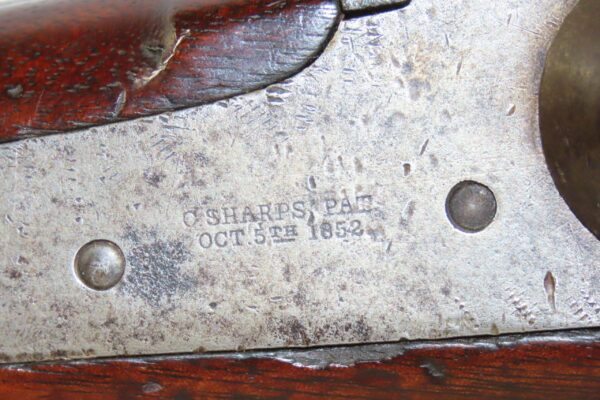 C. SHARPS' PAT.
OCT. 5TH 1852